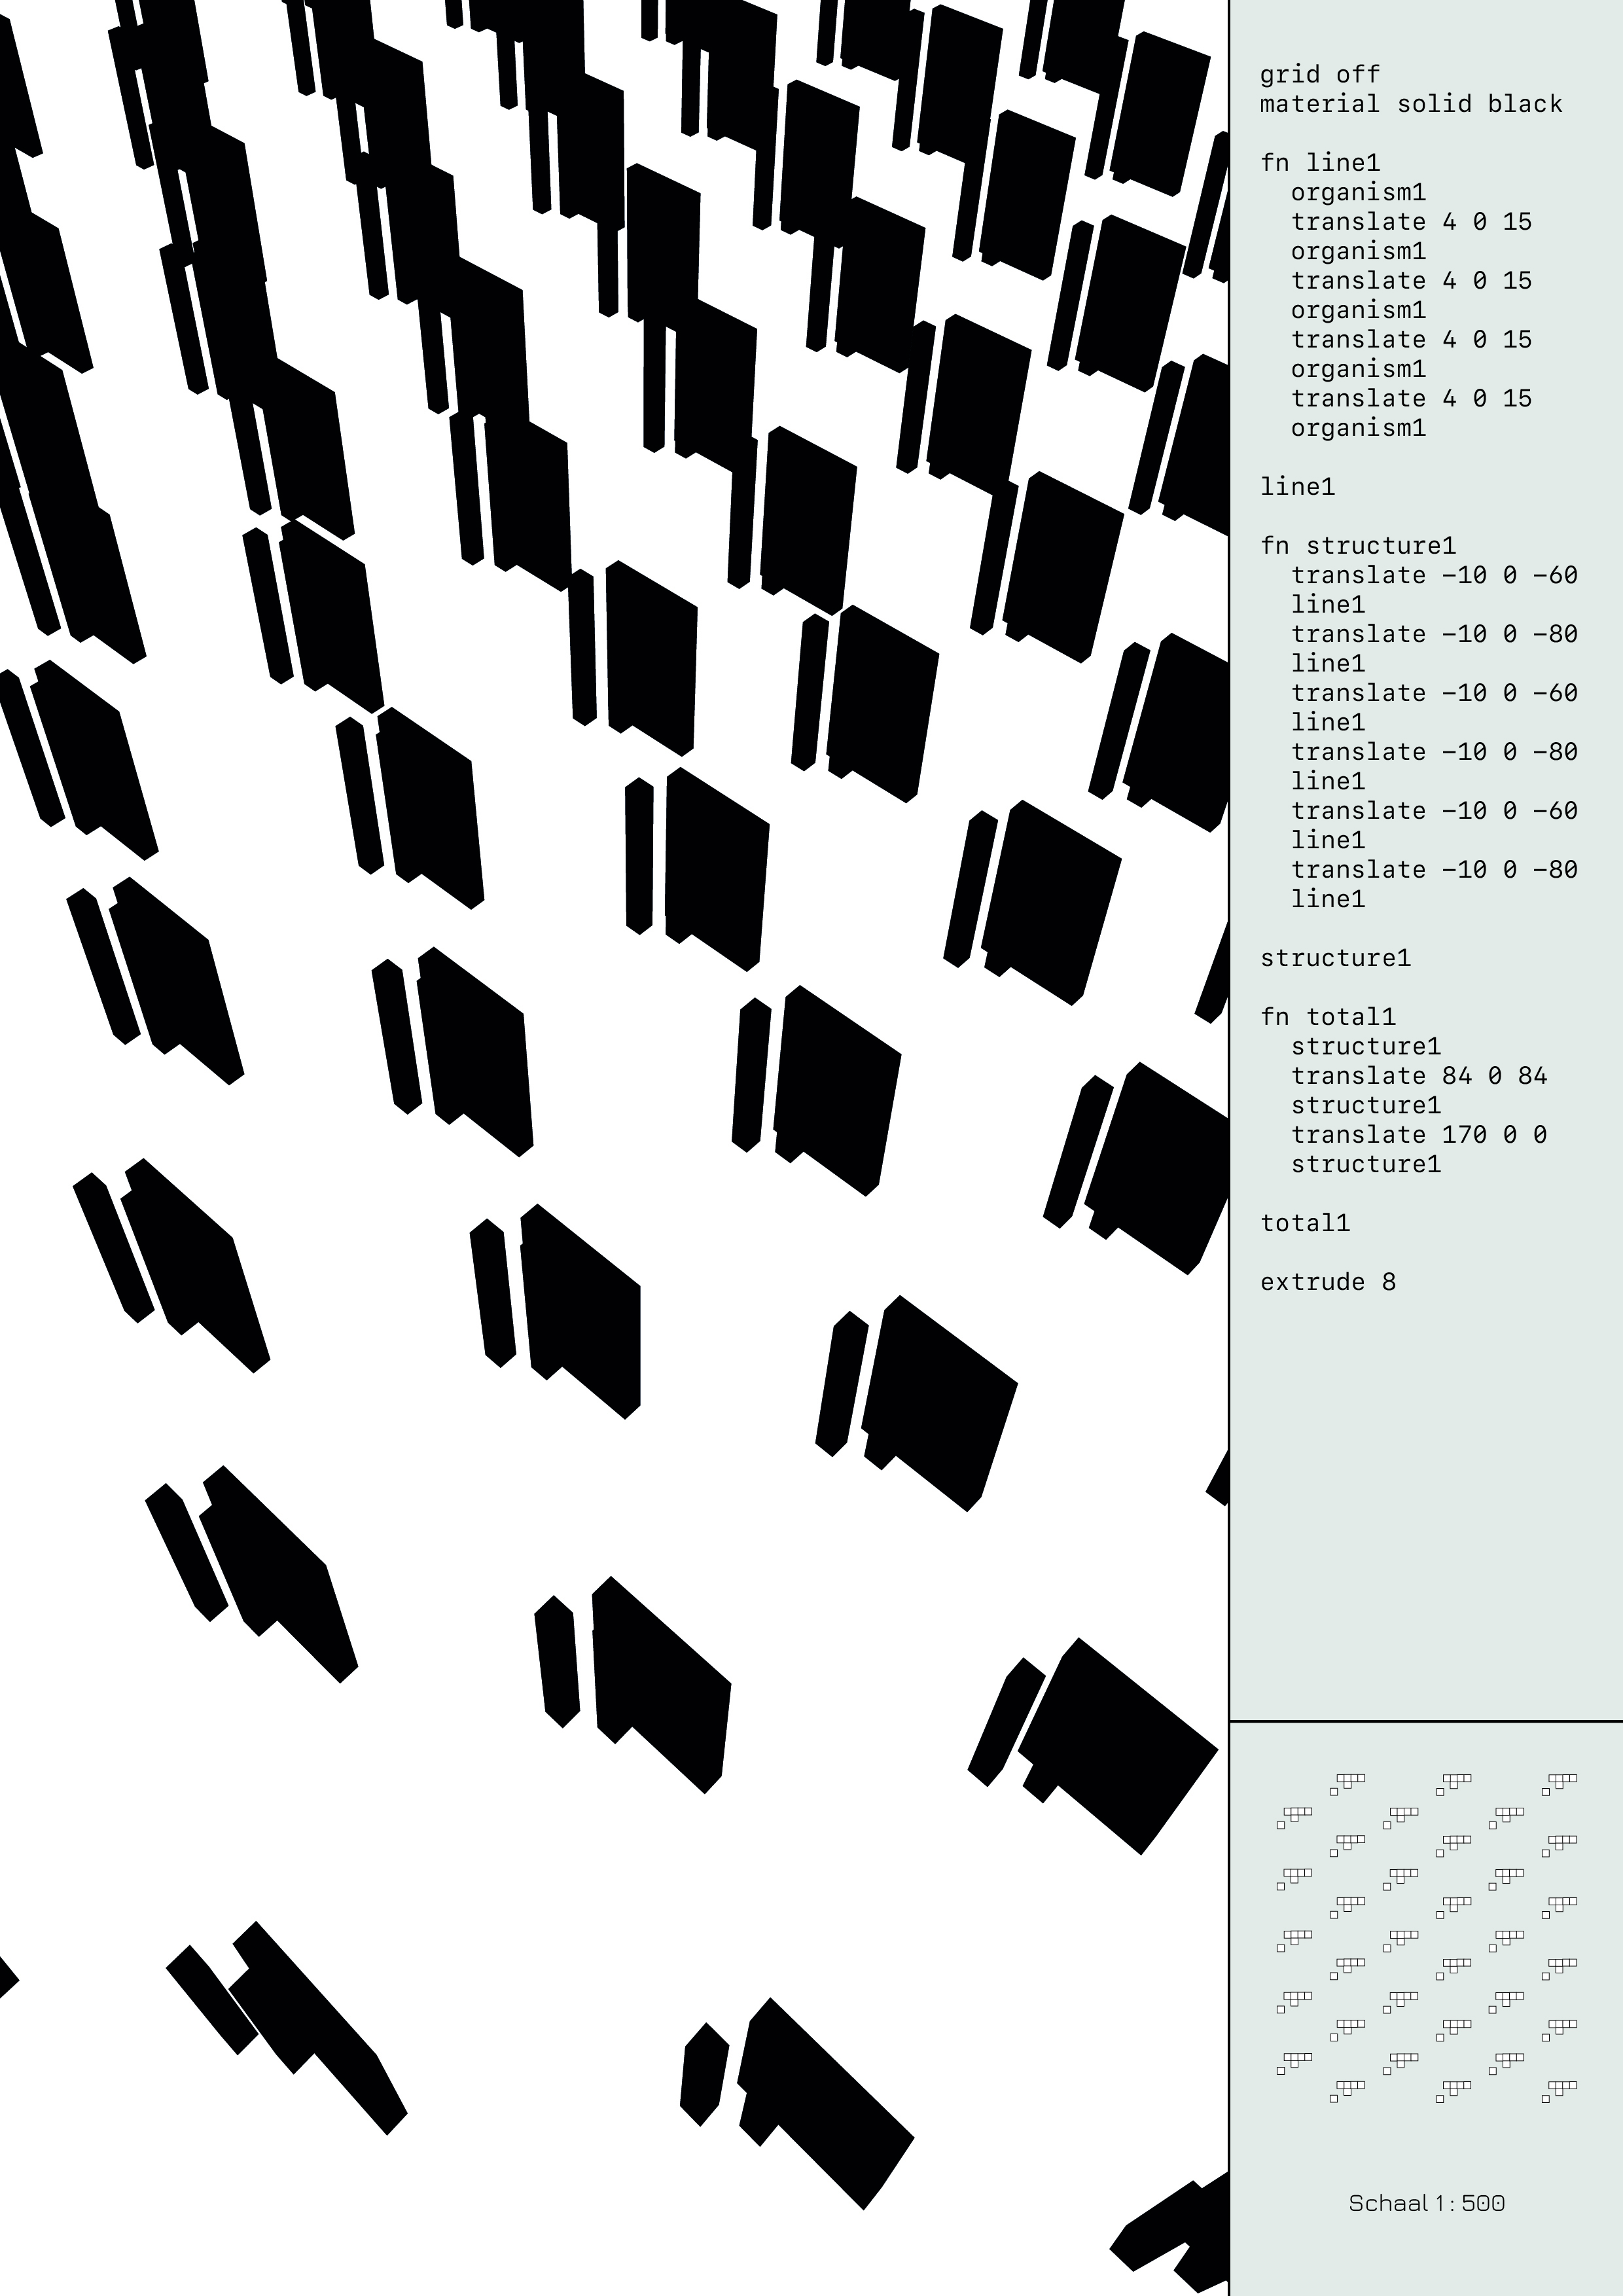 grid off
material solid black
fn line1
organism1
translate 4 0 15
organism1
translate 4 0 15
organism1
translate 4 0 15
organism1
translate 4 0 15
organism1
line1
fn structure1
translate −10 0 −60
line1
translate −10 0 −80
line1
translate −10 0 −60
line1
translate −10 0 −80
line1
translate −10 0 −60
line1
translate −10 0 −80
line1
structure1
fn total1
structure1
translate 84 0 84
structure1
translate 170 0 0
structure1
total1
extrude 8
Schaal 1 : 500